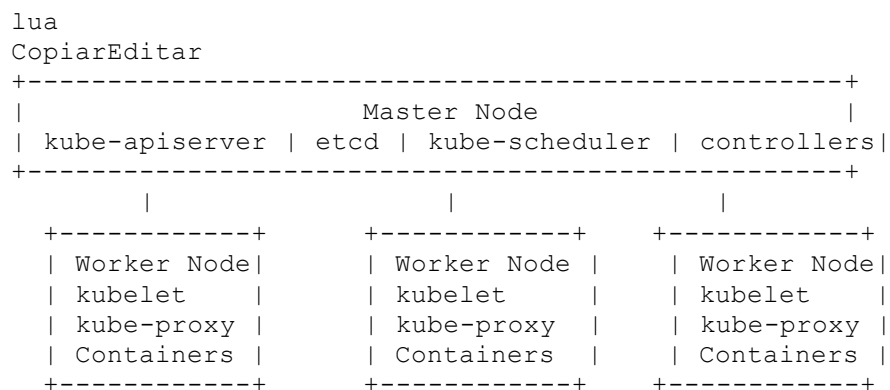 lua
CopiarEditar
+----------------------------------------------------+
|                 Master Node                   |
| kube-apiserver | etcd | kube-scheduler | controllers|
+----------------------------------------------------+
        |                  |                |
  +------------+      +------------+    +------------+
  | Worker Node|      | Worker Node |    | Worker Node|
  | kubelet    |      | kubelet     |    | kubelet    |
  | kube-proxy |      | kube-proxy  |    | kube-proxy |
  | Containers |      | Containers  |    | Containers |
  +------------+      +------------+    +------------+